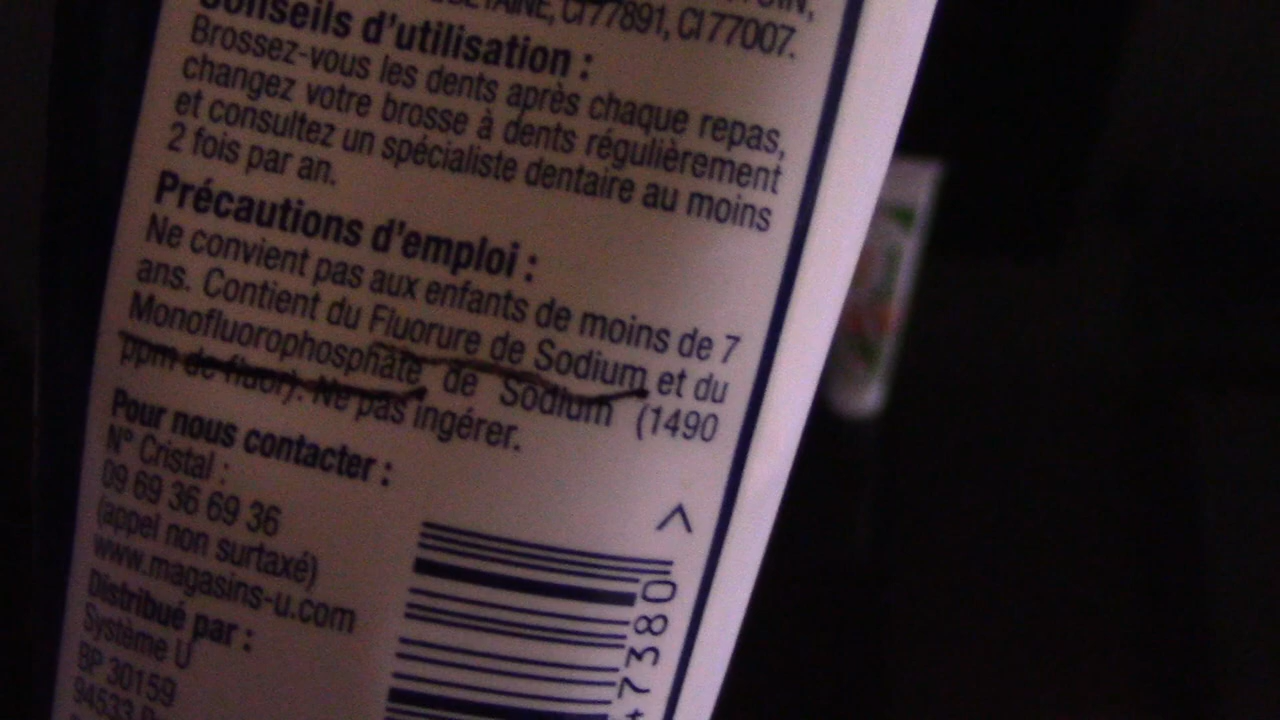 BETAINE, CI77891, CI77007.
Conseils d'utilisation :
Brossez-vous les dents après chaque repas,
changez votre brosse à dents régulièrement
et consultez un spécialiste dentaire au moins
2 fois par an.
Précautions d'emploi :
Ne convient pas aux enfants de moins de 7
ans. Contient du Fluorure de Sodium et du
Monofluorophosphate de Sodium (1490
ppm de fluor). Ne pas ingérer.
Pour nous contacter :
N° Cristal :
09 69 36 69 36
(appel non surtaxé)
www.magasins-u.com
Distribué par :
Système U
BP 30159
94533
>
7380